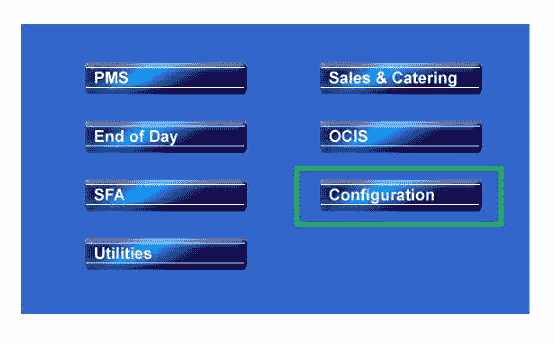 PMS
Sales & Catering
End of Day
OCIS
SFA
Configuration
Utilities